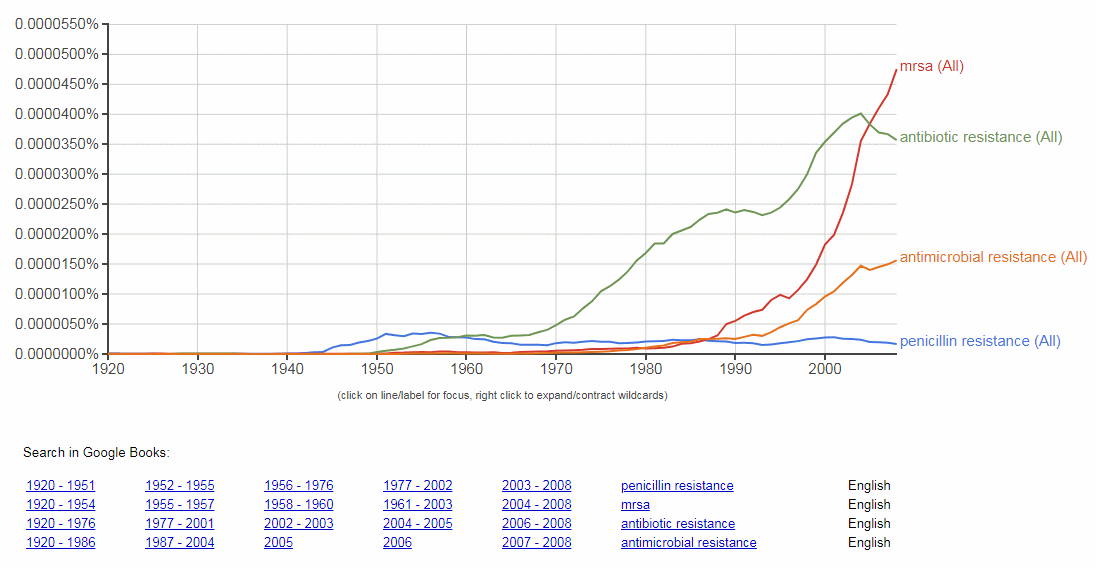 0.0000550%
0.0000500%
0.0000450%
mrsa (All)
0.0000400%
0.0000350%
antibiotic resistance (All)
0.0000300%
0.0000250%
0.0000200%
0.0000150%
antimicrobial resistance (All)
0.0000100%
0.0000050%
penicillin resistance (All)
0.0000000%
1920 1930 1940 1950 1960 1970 1980 1990 2000
(click on line/label for focus, right click to expand/contract wildcards)
Search in Google Books:
1920 - 1951 1952 - 1955 1956 - 1976 1977 - 2002 2003 - 2008 penicillin resistance English
1920 - 1954 1955 - 1957 1958 - 1960 1961 - 2003 2004 - 2008 mrsa English
1920 - 1976 1977 - 2001 2002 - 2003 2004 - 2005 2006 - 2008 antibiotic resistance English
1920 - 1986 1987 - 2004 2005 2006 2007 - 2008 antimicrobial resistance English